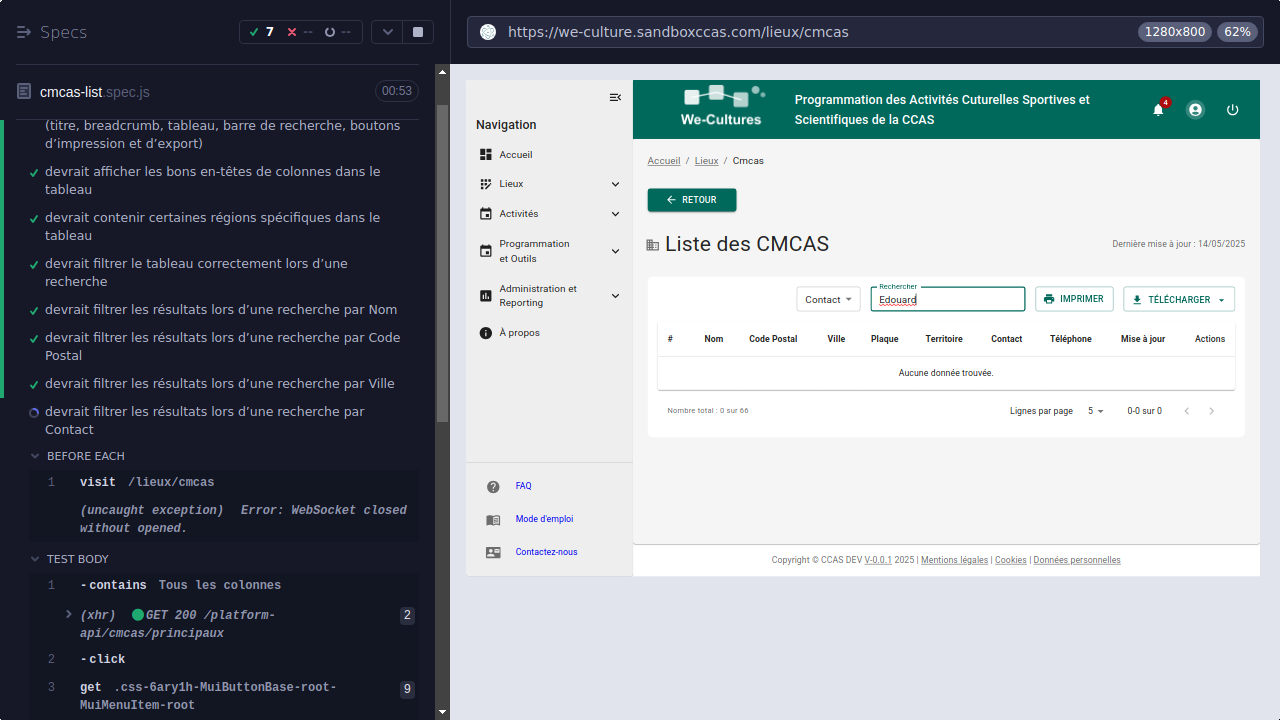 Specs
7
--
--
cmcas-list.spec.js
00:53
(titre, breadcrumb, tableau, barre de recherche, boutons
d’impression et d’export)
devrait afficher les bons en-têtes de colonnes dans le
tableau
devrait contenir certaines régions spécifiques dans le
tableau
devrait filtrer le tableau correctement lors d’une
recherche
devrait filtrer les résultats lors d’une recherche par Nom
devrait filtrer les résultats lors d’une recherche par Code
Postal
devrait filtrer les résultats lors d’une recherche par Ville
devrait filtrer les résultats lors d’une recherche par
Contact
BEFORE EACH
1 visit /lieux/cmcas
(uncaught exception) Error: WebSocket closed
without opened.
TEST BODY
1 -contains Tous les colonnes
(xhr) GET 200 /platform-
api/cmcas/principaux
2
2 -click
3 get .css-6ary1h-MuiButtonBase-root-
MuiMenuItem-root
9
https://we-culture.sandboxccas.com/lieux/cmcas
1280x800
62%
Navigation
Accueil
Lieux
Activités
Programmation
et Outils
Administration et
Reporting
À propos
FAQ
Mode d'emploi
Contactez-nous
We-Cultures
Programmation des Activités Cuturelles Sportives et
Scientifiques de la CCAS
4
Accueil / Lieux / Cmcas
RETOUR
Liste des CMCAS
Dernière mise à jour : 14/05/2025
Contact
Rechercher
Edouard
IMPRIMER
TÉLÉCHARGER
# Nom Code Postal Ville Plaque Territoire Contact Téléphone Mise à jour Actions
Aucune donnée trouvée.
Nombre total : 0 sur 66
Lignes par page 5 0-0 sur 0
Copyright © CCAS DEV V-0.0.1 2025 | Mentions légales | Cookies | Données personnelles